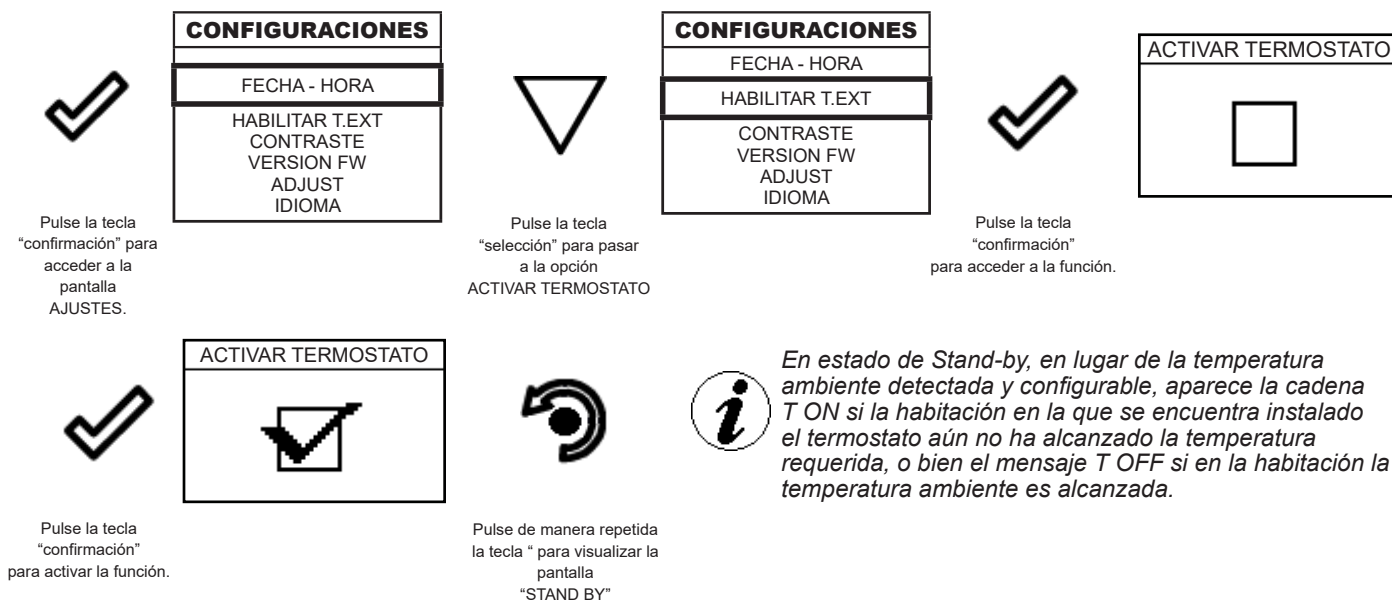 CONFIGURACIONES
FECHA - HORA
HABILITAR T.EXT
CONTRASTE
VERSION FW
ADJUST
IDIOMA
Pulse la tecla
“confirmación” para
acceder a la
pantalla
AJUSTES.
Pulse la tecla
“selección” para pasar
a la opción
ACTIVAR TERMOSTATO
CONFIGURACIONES
FECHA - HORA
HABILITAR T.EXT
CONTRASTE
VERSION FW
ADJUST
IDIOMA
Pulse la tecla
“confirmación”
para acceder a la función.
ACTIVAR TERMOSTATO
Pulse la tecla
“confirmación”
para activar la función.
ACTIVAR TERMOSTATO
Pulse de manera repetida
la tecla “ para visualizar la
pantalla
“STAND BY”
i
En estado de Stand-by, en lugar de la temperatura
ambiente detectada y configurable, aparece la cadena
T ON si la habitación en la que se encuentra instalado
el termostato aún no ha alcanzado la temperatura
requerida, o bien el mensaje T OFF si en la habitación la
temperatura ambiente es alcanzada.